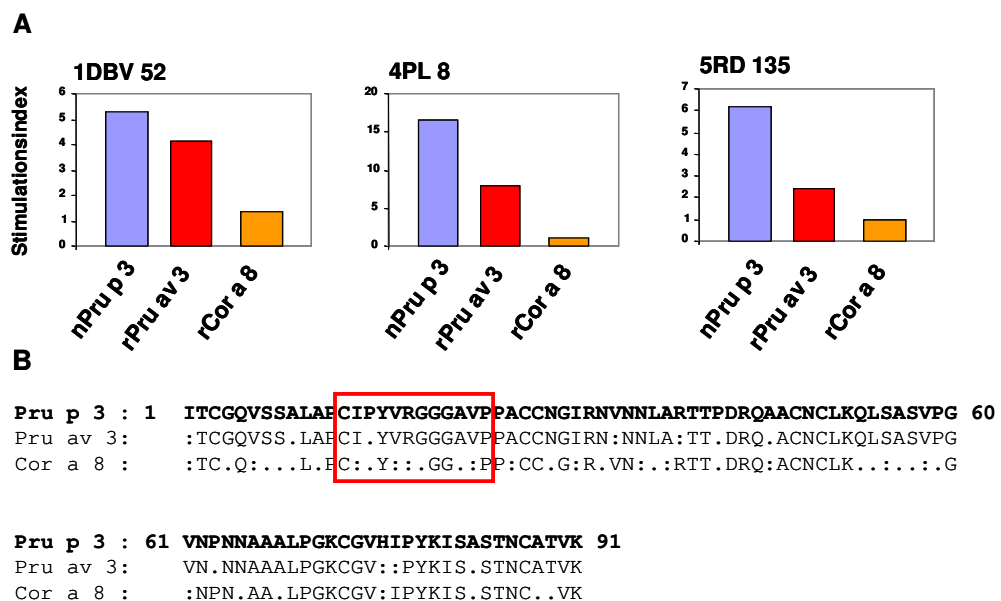 A
1DBV 52
4PL 8
5RD 135
Stimulationsindex
6
5
4
3
2
1
0
nPru p 3
rPru av 3
rCor a 8
20
15
10
5
0
nPru p 3
rPru av 3
rCor a 8
7
6
5
4
3
2
1
0
nPru p 3
rPru av 3
rCor a 8
B
Pru p 3 : 1 ITCGQVSSALAPCIPYVRGGGAVPPACCNGIRNVNNLARTTPDRQAACNCLKQLSASVPG 60
Pru av 3: :TCGQVSS.LAPCI.YVRGGGAVPPACCNGIRN:NNLA:TT.DRQ.ACNCLKQLSASVPG
Cor a 8 : :TC.Q:...L.PC:.Y::.GG.:PP:CC.G:R.VN:.:RTT.DRQ:ACNCLK..:..:.G
Pru p 3 : 61 VNPNNAAALPGKCGVHIPYKISASTNCATVK 91
Pru av 3: VN.NNAAALPGKCGV::PYKIS.STNCATVK
Cor a 8 : :NPN.AA.LPGKCGV:IPYKISASTNC..VK